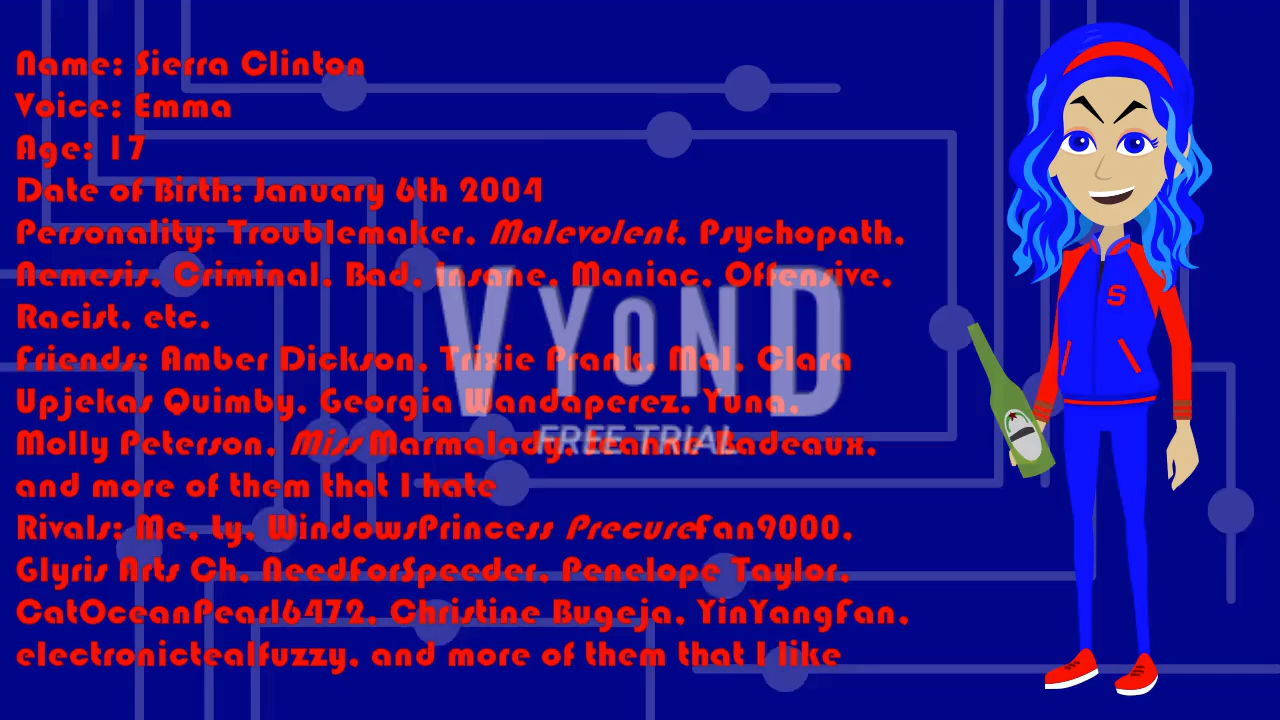 Name: Sierra Clinton
Voice: Emma
Age: 17
Date of Birth: January 6th 2004
Personality: Troublemaker, Malevolent, Psychopath,
Nemesis, Criminal, Bad, Insane, Maniac, Offensive,
Racist, etc.
Friends: Amber Dickson, Trixie Prank, Mal, Clara
Upjekas Quimby, Georgia Wandaperez, Yuna,
Molly Peterson, Miss Marmalady, Leanne Badeaux,
and more of them that I hate
Rivals: Me, Ly, WindowsPrincess PrecureFan9000,
Glyris Arts Ch, NeedForSpeeder, Penelope Taylor,
CatOceanPearl6472, Christine Bugeja, YinYangFan,
electronictealfuzzy, and more of them that I like
VYOND
FREE TRIAL
S